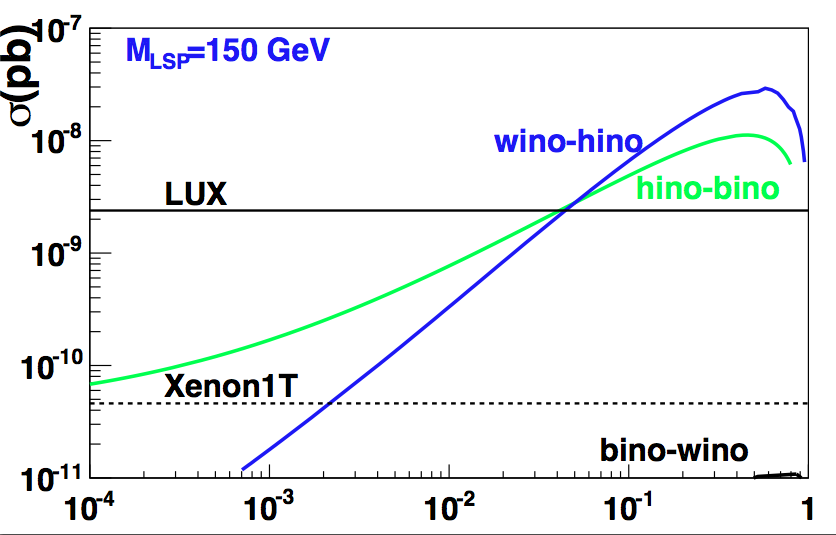 σ(pb)
10⁻⁷
M_LSP=150 GeV
10⁻⁸
wino-hino
hino-bino
LUX
10⁻⁹
10⁻¹⁰
Xenon1T
bino-wino
10⁻¹¹
10⁻⁴ 10⁻³ 10⁻² 10⁻¹ 1